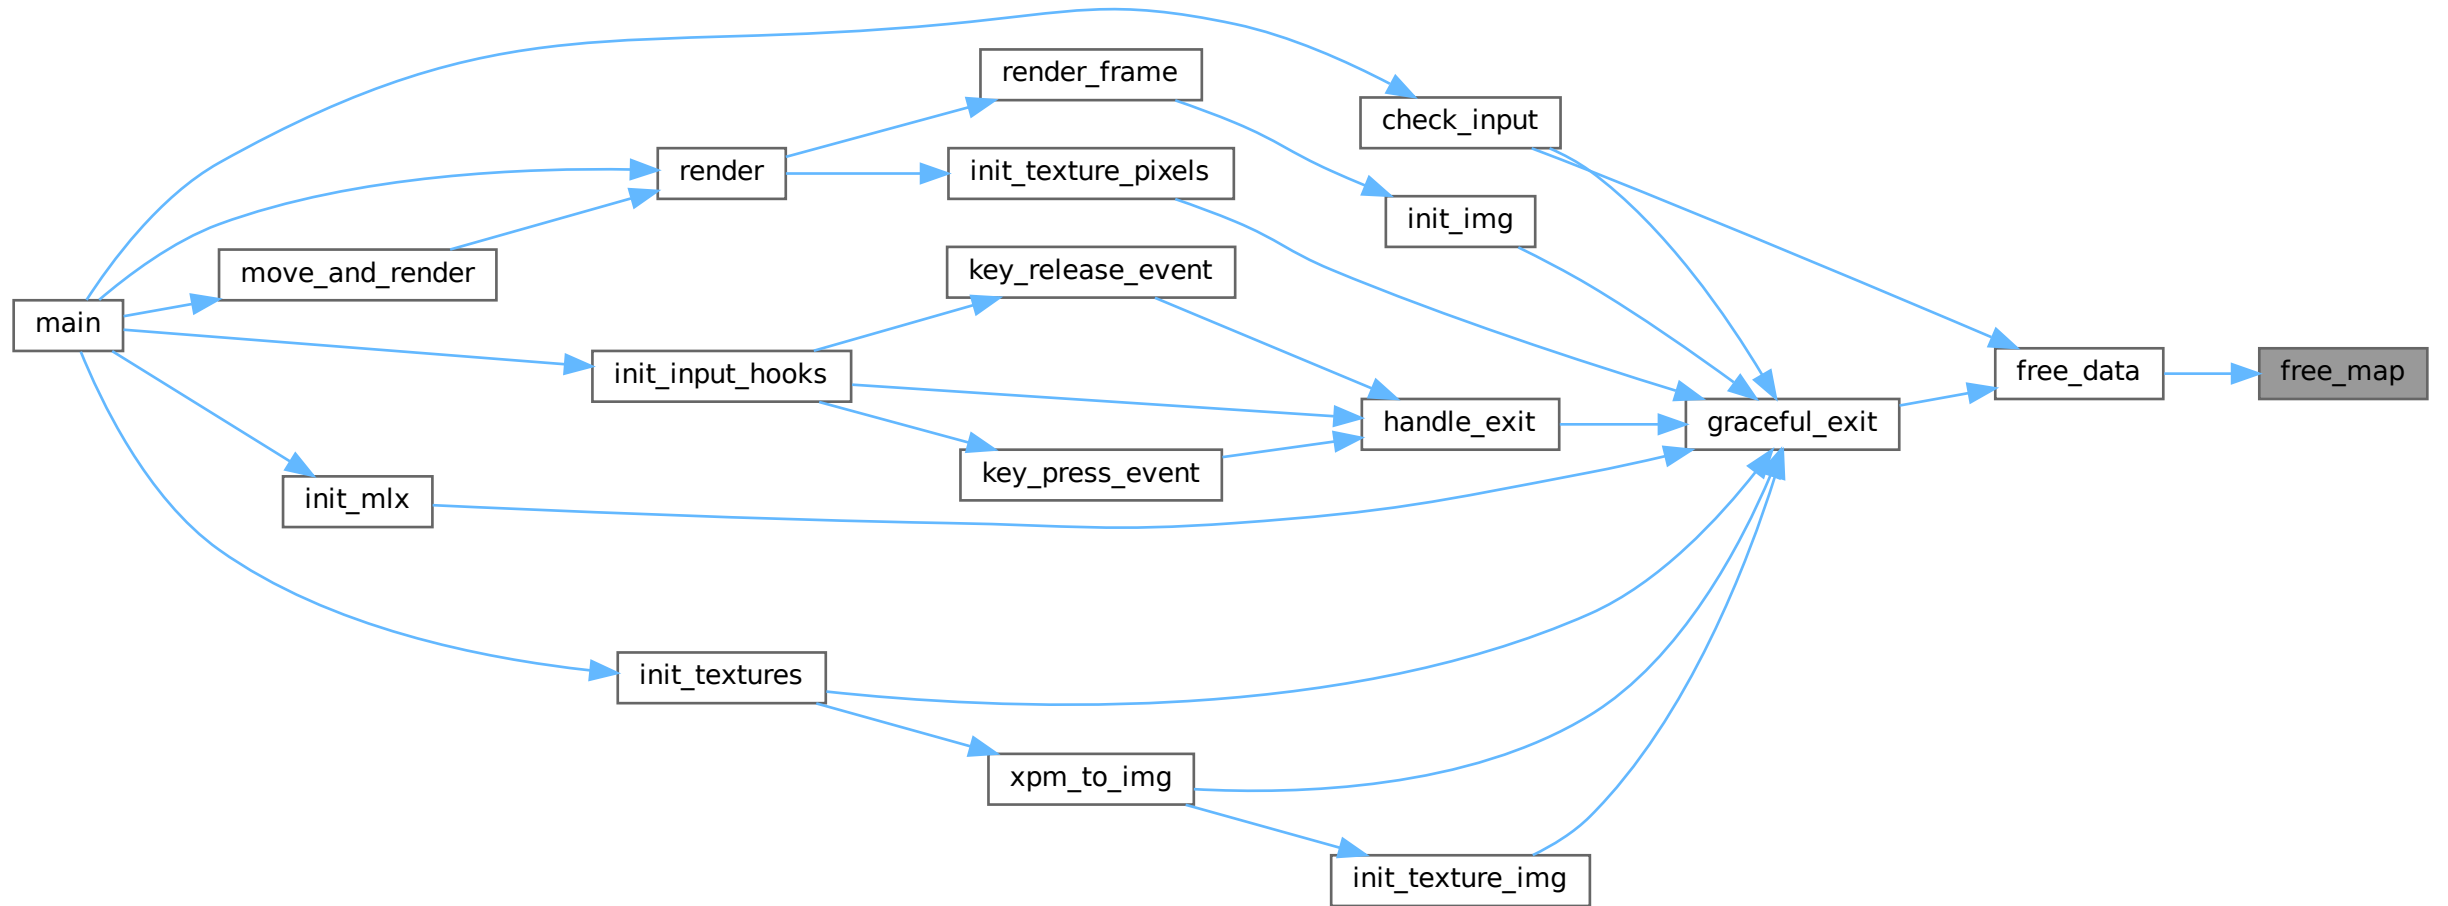 render_frame
check_input
render
init_texture_pixels
init_img
move_and_render
key_release_event
main
init_input_hooks
free_data
free_map
handle_exit
graceful_exit
key_press_event
init_mlx
init_textures
xpm_to_img
init_texture_img